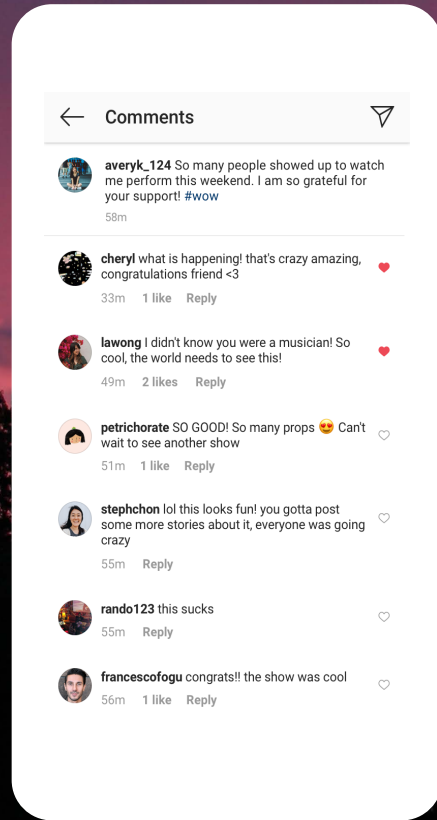 Comments
averyk_124 So many people showed up to watch
me perform this weekend. I am so grateful for
your support! #wow
58m
cheryl what is happening! that's crazy amazing,
congratulations friend <3
33m 1 like Reply
lawong I didn't know you were a musician! So
cool, the world needs to see this!
49m 2 likes Reply
petrichorate SO GOOD! So many props 😍 Can't
wait to see another show
51m 1 like Reply
stephchon lol this looks fun! you gotta post
some more stories about it, everyone was going
crazy
55m Reply
rando123 this sucks
55m Reply
francescofogu congrats!! the show was cool
56m 1 like Reply